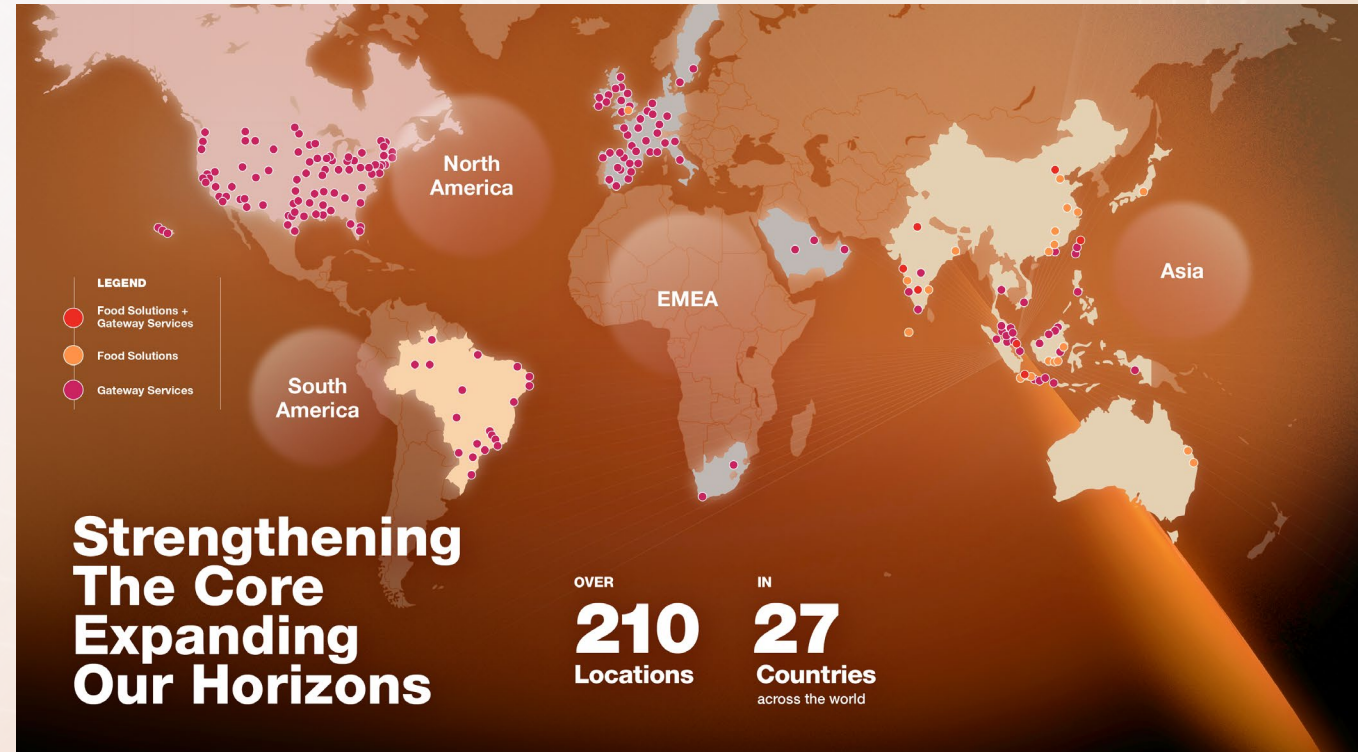 North
America
EMEA
Asia
South
America
LEGEND
Food Solutions +
Gateway Services
Food Solutions
Gateway Services
Strengthening
The Core
Expanding
Our Horizons
OVER
210
Locations
IN
27
Countries
across the world